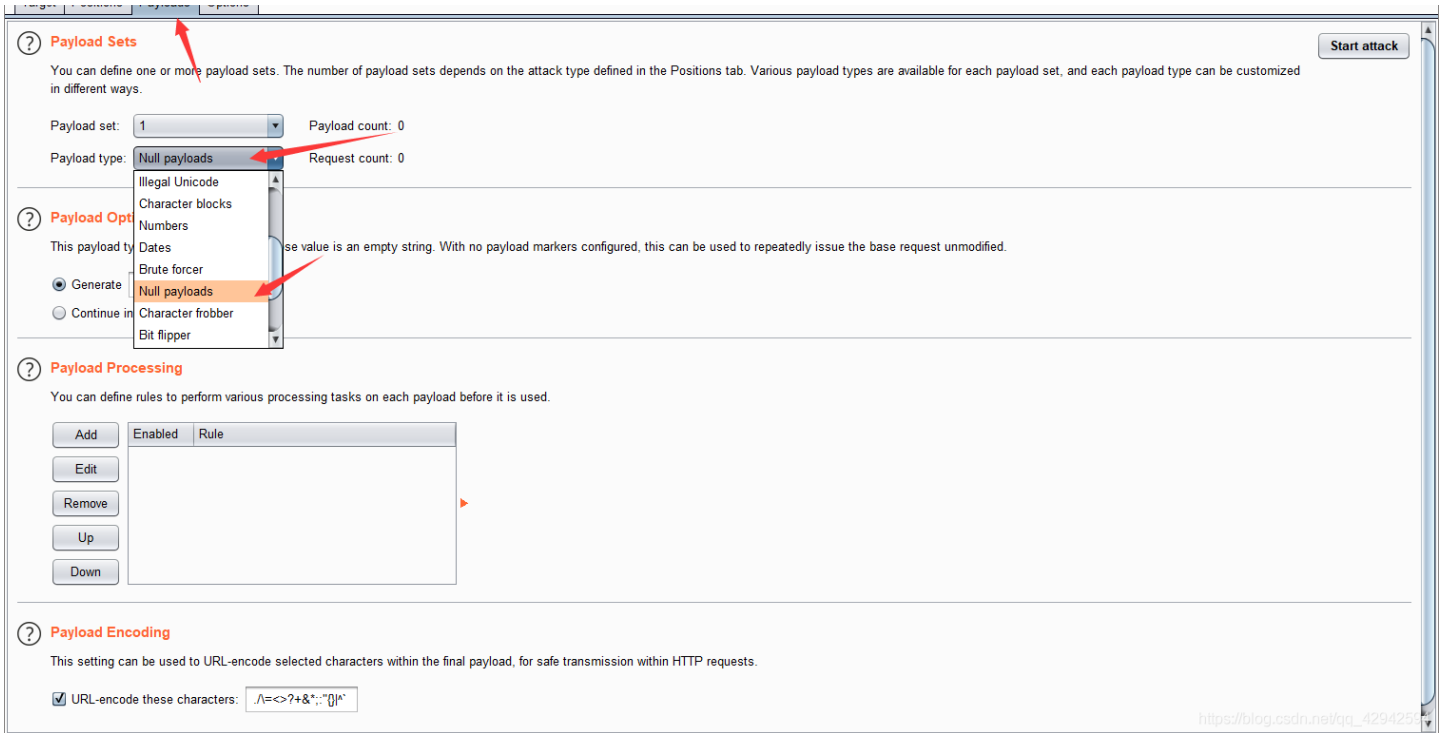 Target Positions Payloads Options
Payload Sets
Start attack
You can define one or more payload sets. The number of payload sets depends on the attack type defined in the Positions tab. Various payload types are available for each payload set, and each payload type can be customized
in different ways.
Payload set: 1 Payload count: 0
Payload type: Null payloads Request count: 0
Illegal Unicode
Character blocks
Numbers
Dates
Brute forcer
Null payloads
Character frobber
Bit flipper
Payload Opti
This payload ty se value is an empty string. With no payload markers configured, this can be used to repeatedly issue the base request unmodified.
Generate
Continue in
Payload Processing
You can define rules to perform various processing tasks on each payload before it is used.
Add Enabled Rule
Edit
Remove
Up
Down
Payload Encoding
This setting can be used to URL-encode selected characters within the final payload, for safe transmission within HTTP requests.
URL-encode these characters: ./\=<>?+&*;:"{}|^`